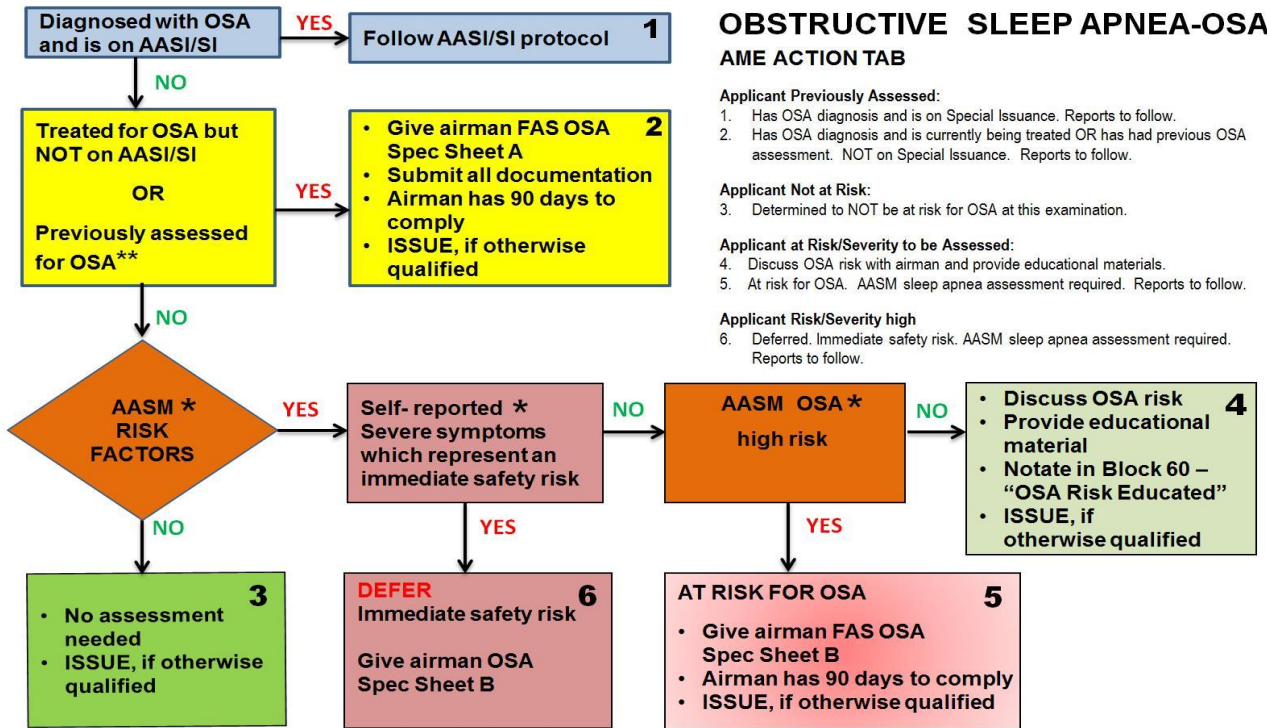 Diagnosed with OSA
and is on AASI/SI
YES
Follow AASI/SI protocol
1
NO
OBSTRUCTIVE SLEEP APNEA-OSA
AME ACTION TAB
Applicant Previously Assessed:
1. Has OSA diagnosis and is on Special Issuance. Reports to follow.
2. Has OSA diagnosis and is currently being treated OR has had previous OSA
assessment. NOT on Special Issuance. Reports to follow.
Applicant Not at Risk:
3. Determined to NOT be at risk for OSA at this examination.
Applicant at Risk/Severity to be Assessed:
4. Discuss OSA risk with airman and provide educational materials.
5. At risk for OSA. AASM sleep apnea assessment required. Reports to follow.
Applicant Risk/Severity high
6. Deferred. Immediate safety risk. AASM sleep apnea assessment required.
Reports to follow.
Treated for OSA but
NOT on AASI/SI
OR
Previously assessed
for OSA**
YES
2
• Give airman FAS OSA
Spec Sheet A
• Submit all documentation
• Airman has 90 days to
comply
• ISSUE, if otherwise
qualified
NO
AASM *
RISK
FACTORS
YES
Self- reported *
Severe symptoms
which represent an
immediate safety risk
NO
AASM OSA *
high risk
NO
4
• Discuss OSA risk
• Provide educational
material
• Notate in Block 60 –
“OSA Risk Educated”
• ISSUE, if
otherwise qualified
NO
YES
YES
3
• No assessment
needed
• ISSUE, if otherwise
qualified
DEFER
Immediate safety risk
6
Give airman OSA
Spec Sheet B
AT RISK FOR OSA
5
• Give airman FAS OSA
Spec Sheet B
• Airman has 90 days to comply
• ISSUE, if otherwise qualified